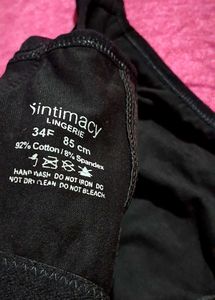 intimacy
LINGERIE
34F 85 cm
92% Cotton / 8% Spandex
HAND WASH DO NOT IRON DO
NOT DRY CLEAN DO NOT BLEACH